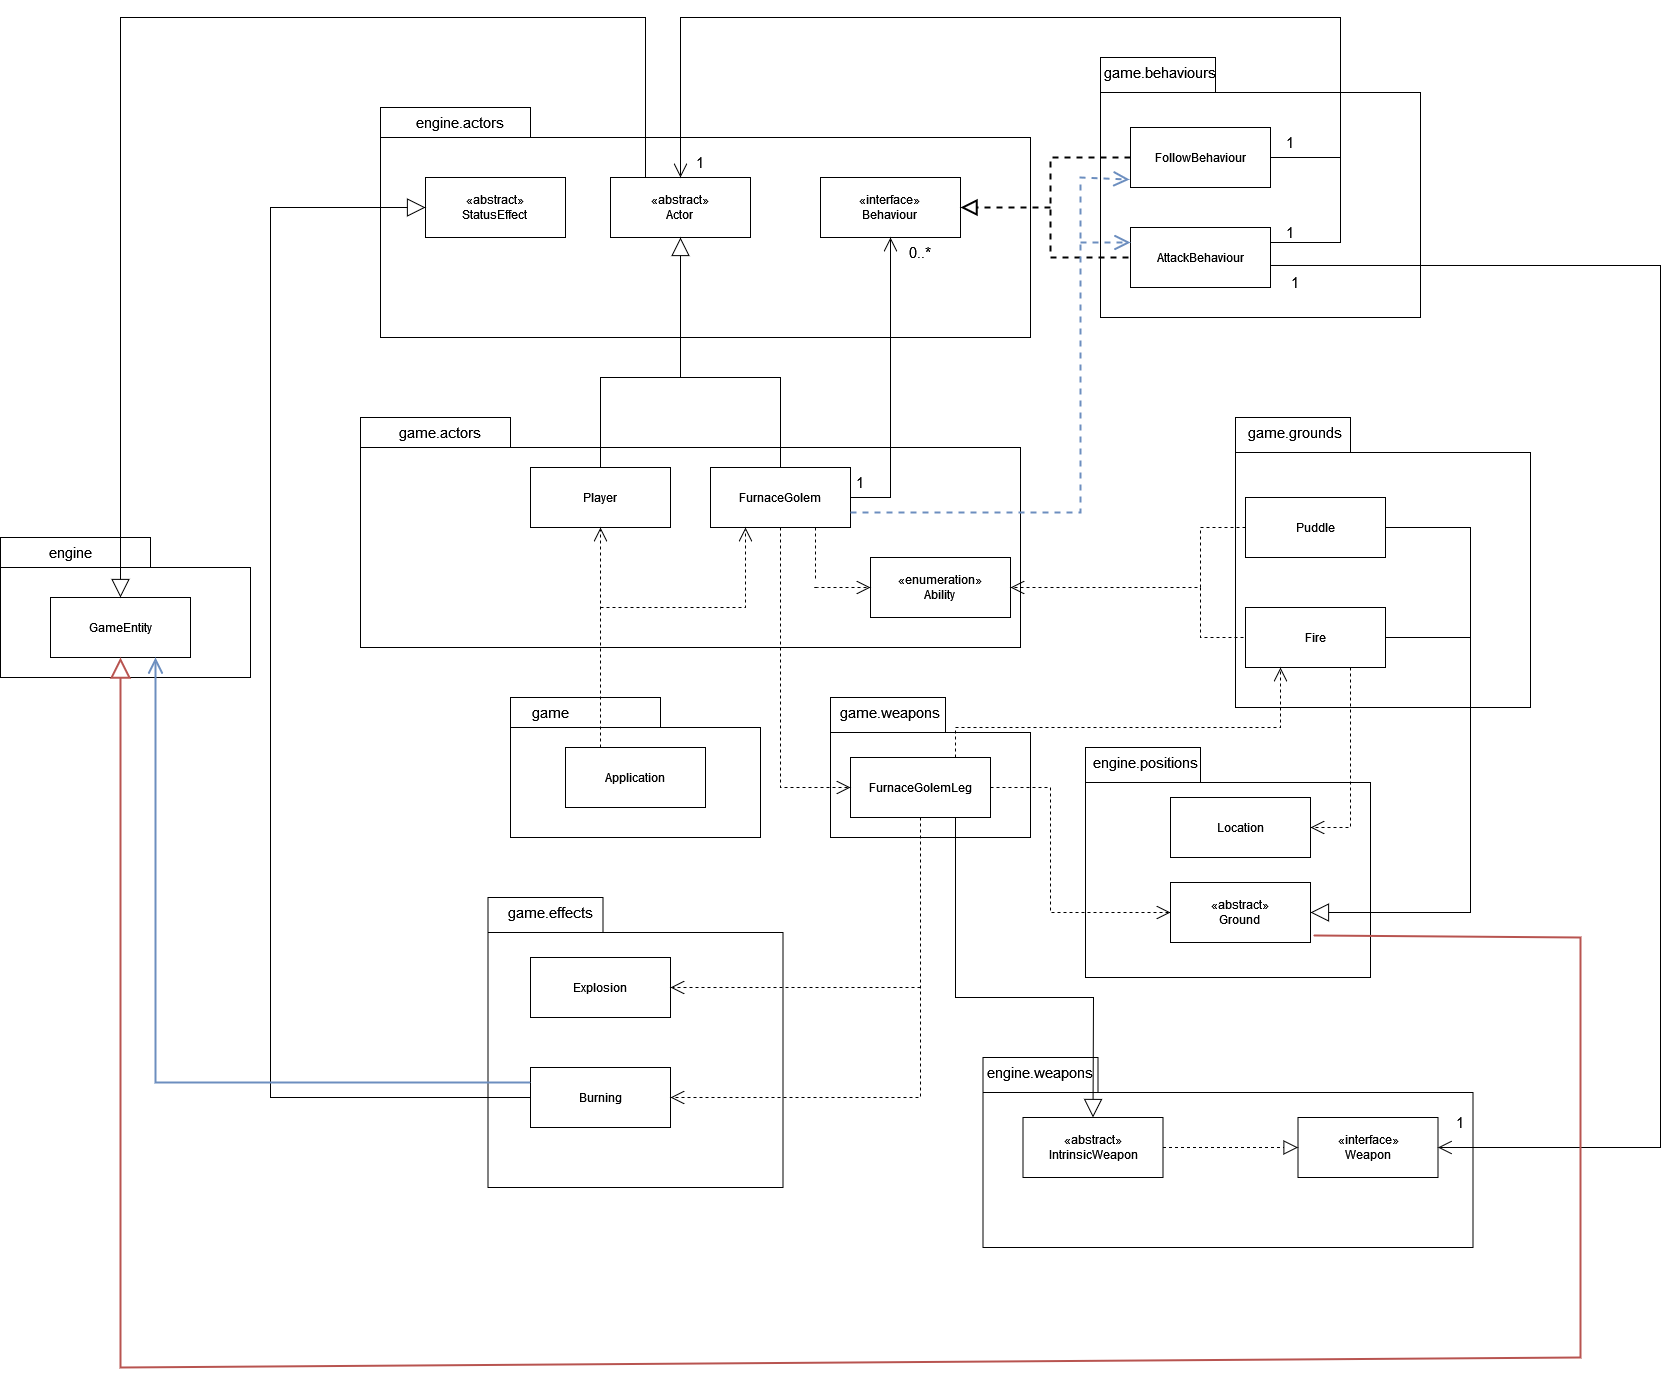 game.behaviours
engine.actors
FollowBehaviour
1
1
«abstract»
StatusEffect
«abstract»
Actor
«interface»
Behaviour
0..*
1
AttackBehaviour
1
game.actors
game.grounds
Player
FurnaceGolem
1
Puddle
engine
«enumeration»
Ability
GameEntity
Fire
game
game.weapons
engine.positions
Application
FurnaceGolemLeg
Location
game.effects
«abstract»
Ground
Explosion
engine.weapons
Burning
1
«abstract»
IntrinsicWeapon
«interface»
Weapon